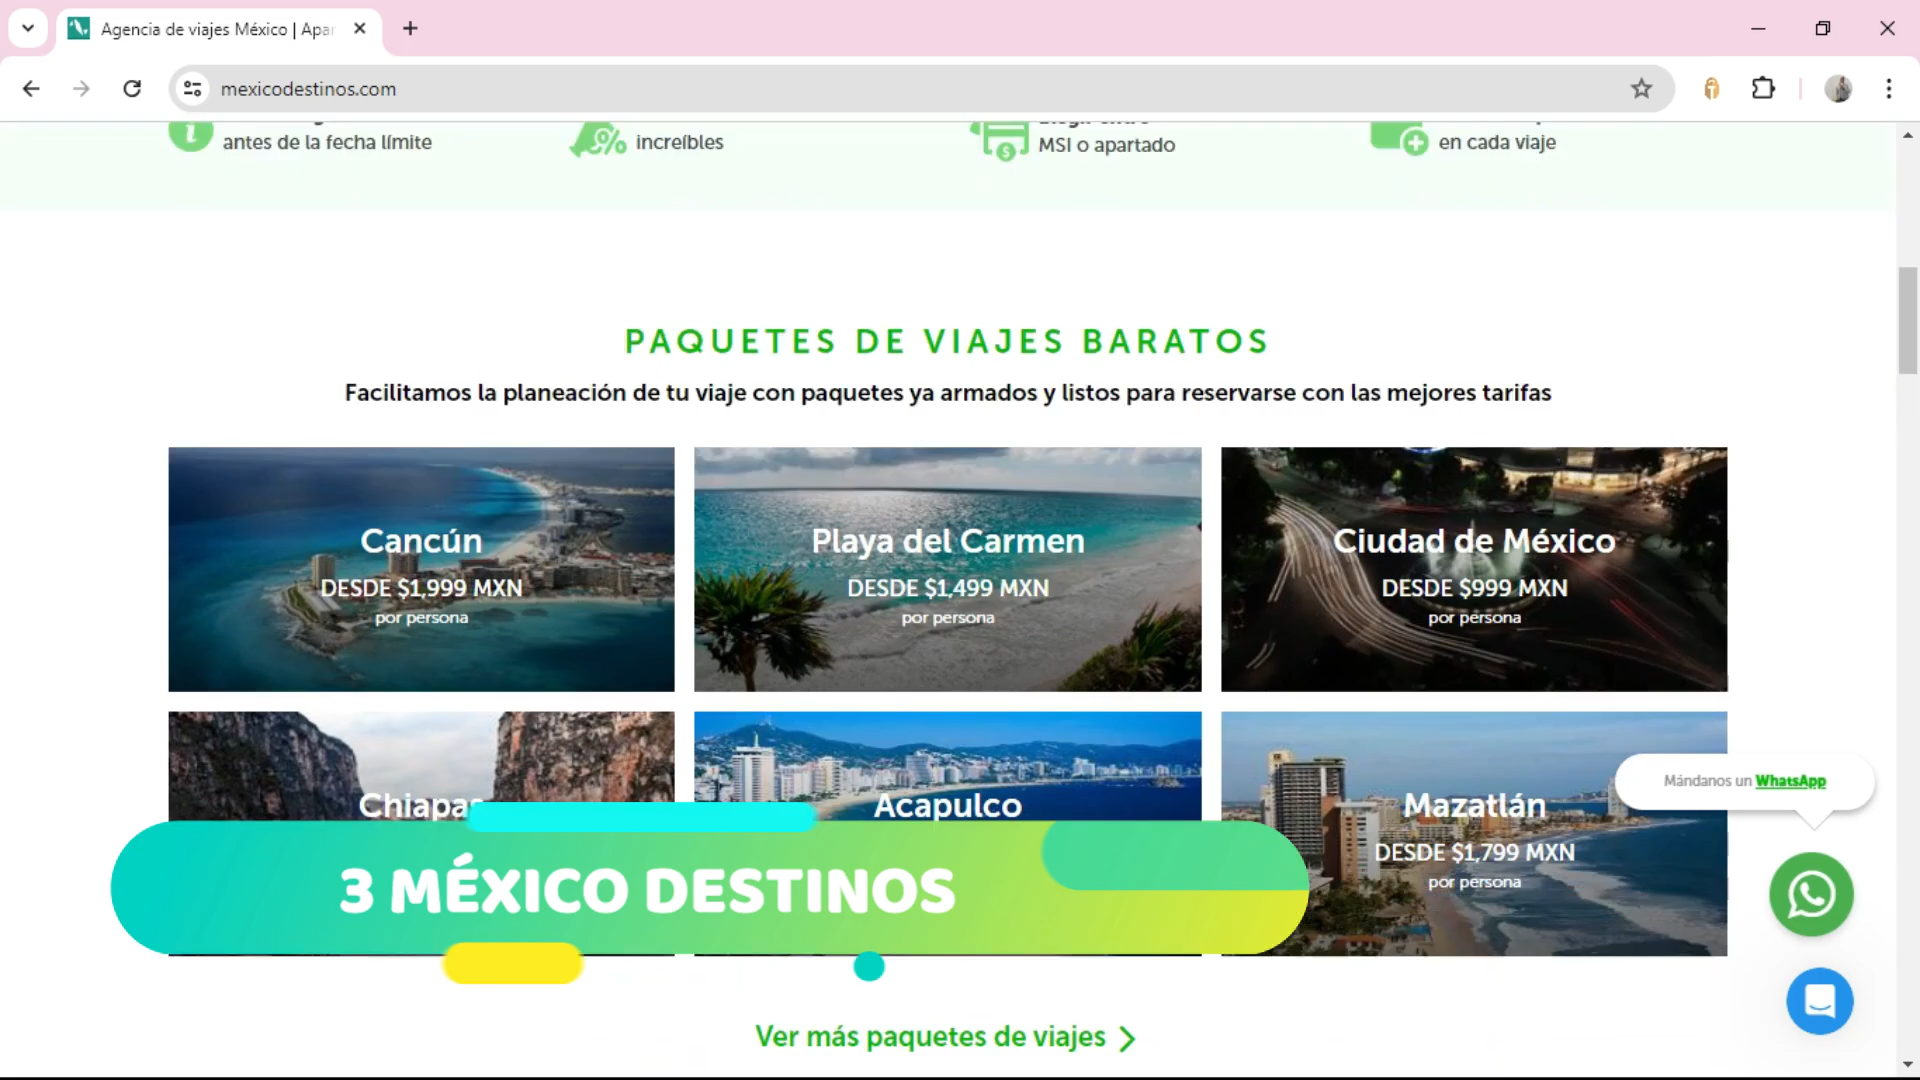 Agencia de viajes México | Apar
mexicodestinos.com
antes de la fecha límite
increíbles
MSI o apartado
en cada viaje
PAQUETES DE VIAJES BARATOS
Facilitamos la planeación de tu viaje con paquetes ya armados y listos para reservarse con las mejores tarifas
Cancún
DESDE $1,999 MXN
por persona
Playa del Carmen
DESDE $1,499 MXN
por persona
Ciudad de México
DESDE $999 MXN
por persona
Chiapas
Acapulco
Mazatlán
DESDE $1,799 MXN
por persona
Mándanos un WhatsApp
3 MÉXICO DESTINOS
Ver más paquetes de viajes